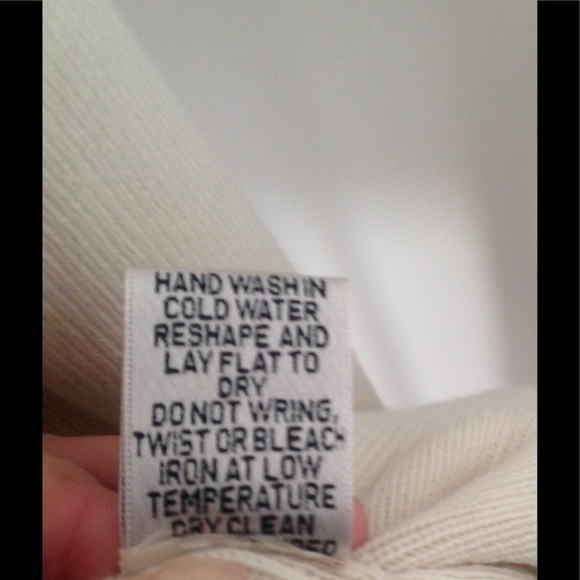 HAND WASH IN
COLD WATER
RESHAPE AND
LAY FLAT TO
DRY
DO NOT WRING,
TWIST OR BLEACH
IRON AT LOW
TEMPERATURE
DRY CLEAN